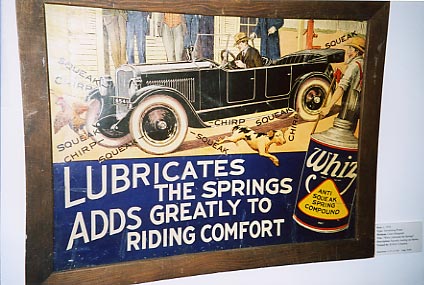 SQUEAK
CHIRP
SQUEAK
SQUEAK
SQUEAK
CHIRP
SQUEAK
CHIRP
CHIRP
SQUEAK
CHIRP
LUBRICATES
THE SPRINGS
ADDS GREATLY TO
RIDING COMFORT
Whiz
ANTI
SQUEAK
SPRING
COMPOUND